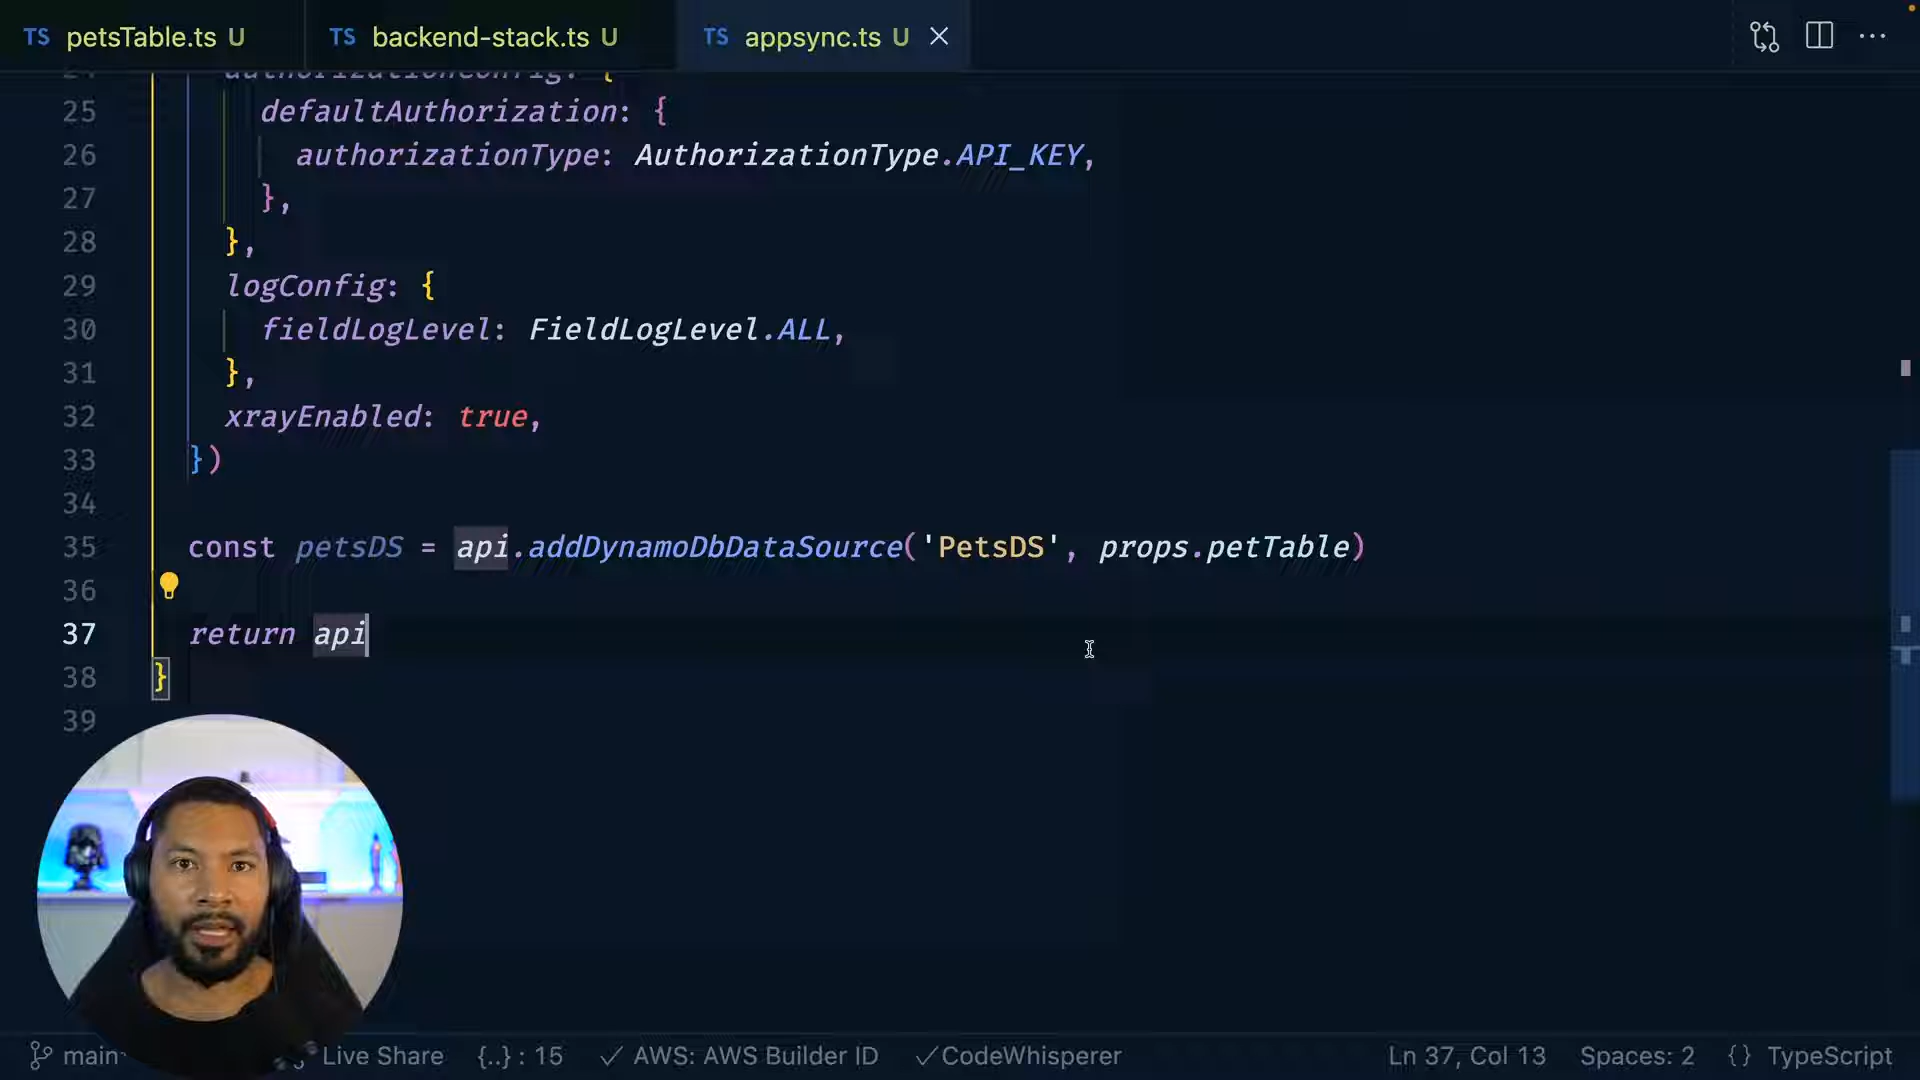 TS petsTable.ts U TS backend-stack.ts U TS appsync.ts U
24 authorizationConfig: {
25 defaultAuthorization: {
26 authorizationType: AuthorizationType.API_KEY,
27 },
28 },
29 logConfig: {
30 fieldLogLevel: FieldLogLevel.ALL,
31 },
32 xrayEnabled: true,
33 })
34
35 const petsDS = api.addDynamoDbDataSource('PetsDS', props.petTable)
36
37 return api
38 }
39
main Live Share {..} : 15 ✓ AWS: AWS Builder ID ✓CodeWhisperer Ln 37, Col 13 Spaces: 2 {} TypeScript